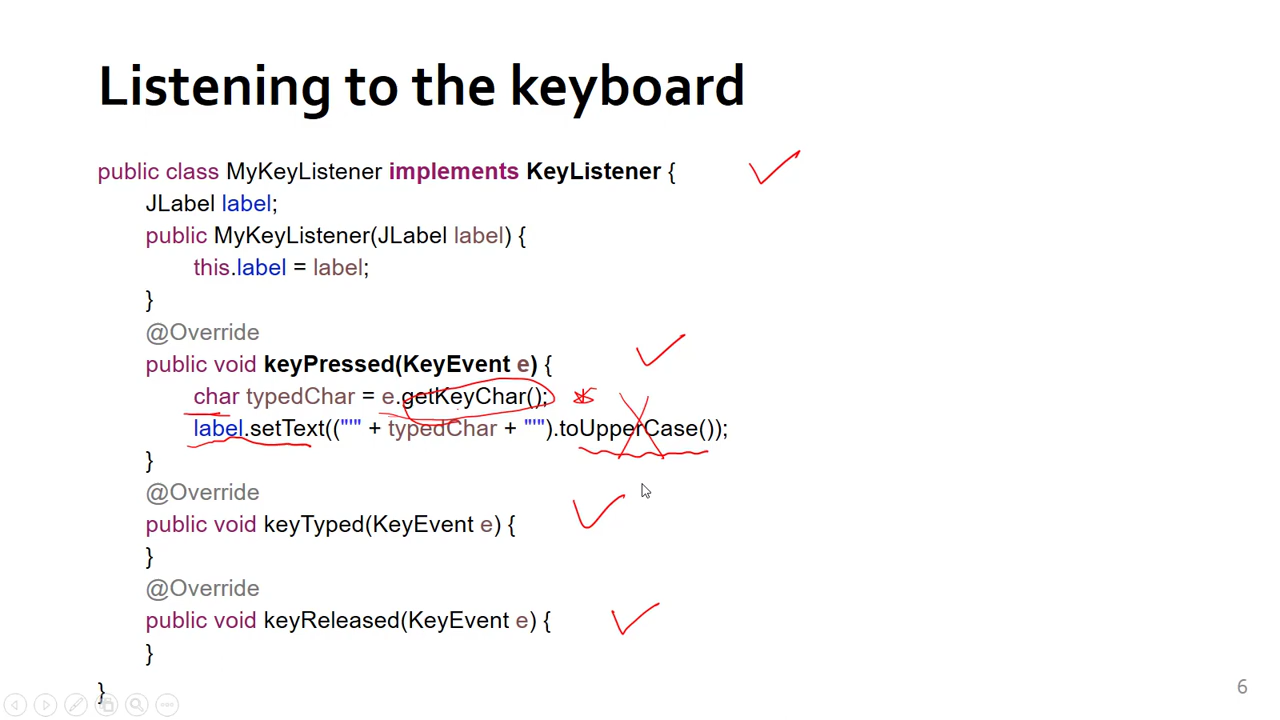 Listening to the keyboard
public class MyKeyListener implements KeyListener {
JLabel label;
public MyKeyListener(JLabel label) {
this.label = label;
}
@Override
public void keyPressed(KeyEvent e) {
char typedChar = e.getKeyChar();
label.setText(("'" + typedChar + "'").toUpperCase());
}
@Override
public void keyTyped(KeyEvent e) {
}
@Override
public void keyReleased(KeyEvent e) {
}
}
6